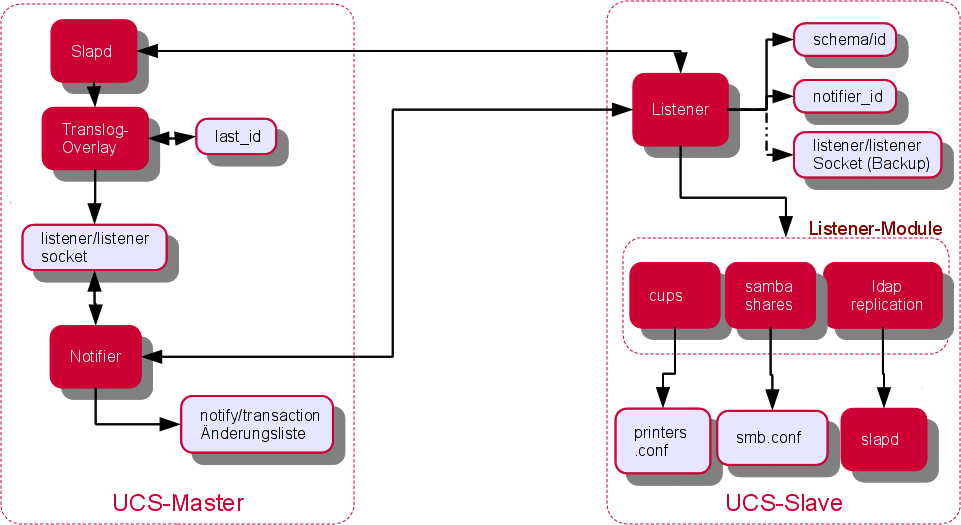 Slapd
Translog-
Overlay
last_id
listener/listener
socket
Notifier
notify/transaction
Änderungsliste
UCS-Master
Listener
schema/id
notifier_id
listener/listener
Socket (Backup)
Listener-Module
cups
samba
shares
ldap
replication
printers
.conf
smb.conf
slapd
UCS-Slave